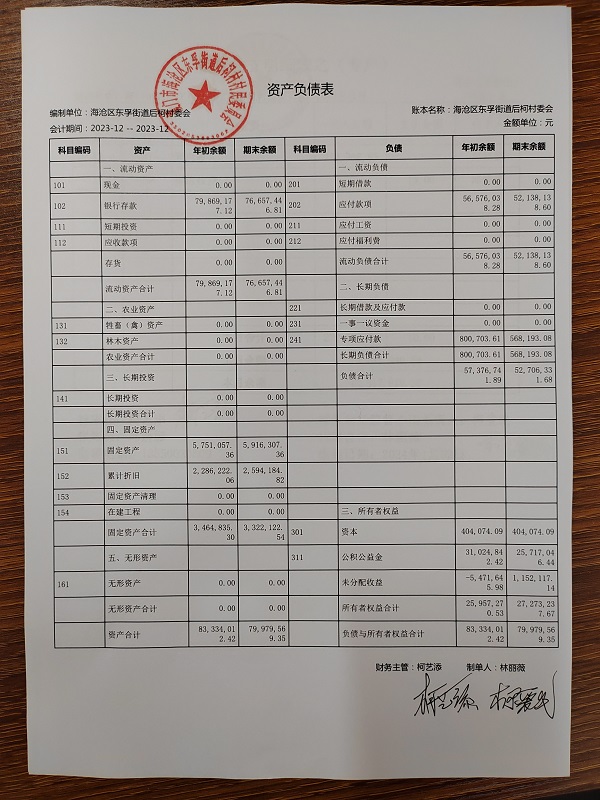 资产负债表
编制单位：海沧区东孚街道后柯村委会 账本名称：海沧区东孚街道后柯村委会
会计期间：2023-12 -- 2023-12 金额单位：元
科目编码 资产 年初余额 期末余额 科目编码 负债 年初余额 期末余额
一、流动资产 一、流动负债
101 现金 0.00 0.00 201 短期借款 0.00 0.00
102 银行存款 79,869,177.12 76,657,446.81 202 应付款项 56,576,038.28 52,138,138.60
111 短期投资 0.00 0.00 211 应付工资 0.00 0.00
112 应收款项 0.00 0.00 212 应付福利费 0.00 0.00
存货 0.00 0.00 流动负债合计 56,576,038.28 52,138,138.60
流动资产合计 79,869,177.12 76,657,446.81 二、长期负债
二、农业资产 221 长期借款及应付款 0.00 0.00
131 牲畜（禽）资产 0.00 0.00 231 一事一议资金 0.00 0.00
132 林木资产 0.00 0.00 241 专项应付款 800,703.61 568,193.08
农业资产合计 0.00 0.00 长期负债合计 800,703.61 568,193.08
三、长期投资 负债合计 57,376,741.89 52,706,331.68
141 长期投资 0.00 0.00
长期投资合计 0.00 0.00
四、固定资产
151 固定资产 5,751,057.36 5,916,307.36
152 累计折旧 2,286,222.06 2,594,184.82
153 固定资产清理 0.00 0.00
154 在建工程 0.00 0.00 三、所有者权益
固定资产合计 3,464,835.30 3,322,122.54 301 资本 404,074.09 404,074.09
五、无形资产 311 公积公益金 31,024,842.42 25,717,046.44
161 无形资产 0.00 0.00 未分配收益 -5,471,645.98 1,152,117.14
无形资产合计 0.00 0.00 所有者权益合计 25,957,270.53 27,273,237.67
资产合计 83,334,012.42 79,979,569.35 负债与所有者权益合计 83,334,012.42 79,979,569.35
财务主管：柯艺添 制单人：林丽薇